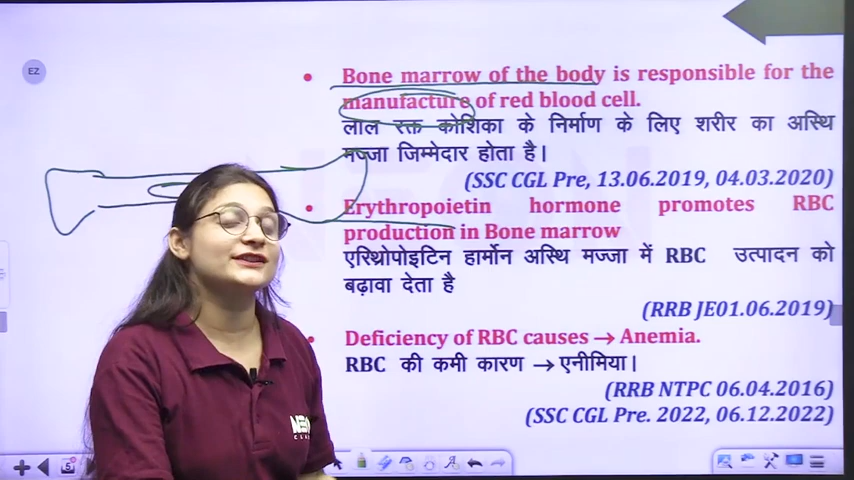 EZ
• Bone marrow of the body is responsible for the
manufacture of red blood cell.
लाल रक्त कोशिका के निर्माण के लिए शरीर का अस्थि
मज्जा जिम्मेदार होता है।
(SSC CGL Pre, 13.06.2019, 04.03.2020)
• Erythropoietin hormone promotes RBC
production in Bone marrow
एरिथ्रोपोइटिन हार्मोन अस्थि मज्जा में RBC उत्पादन को
बढ़ावा देता है
(RRB JE01.06.2019)
• Deficiency of RBC causes → Anemia.
RBC की कमी कारण → एनीमिया।
(RRB NTPC 06.04.2016)
(SSC CGL Pre. 2022, 06.12.2022)
5